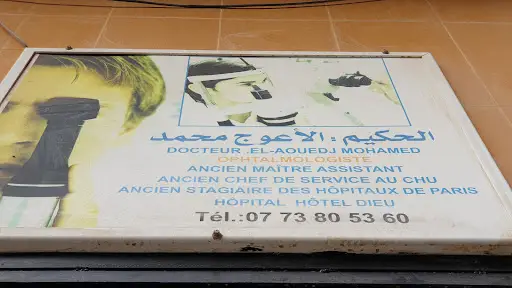 الحكيم : الأعوج محمد
DOCTEUR .EL-AOUEDJ MOHAMED
OPHTALMOLOGISTE
ANCIEN MAÎTRE ASSISTANT
ANCIEN CHEF DE SERVICE AU CHU
ANCIEN STAGIÀIRE DES HÔPITAUX DE PARIS
HÔPITAL HÔTEL DIEU
Tél.:07 73 80 53 60